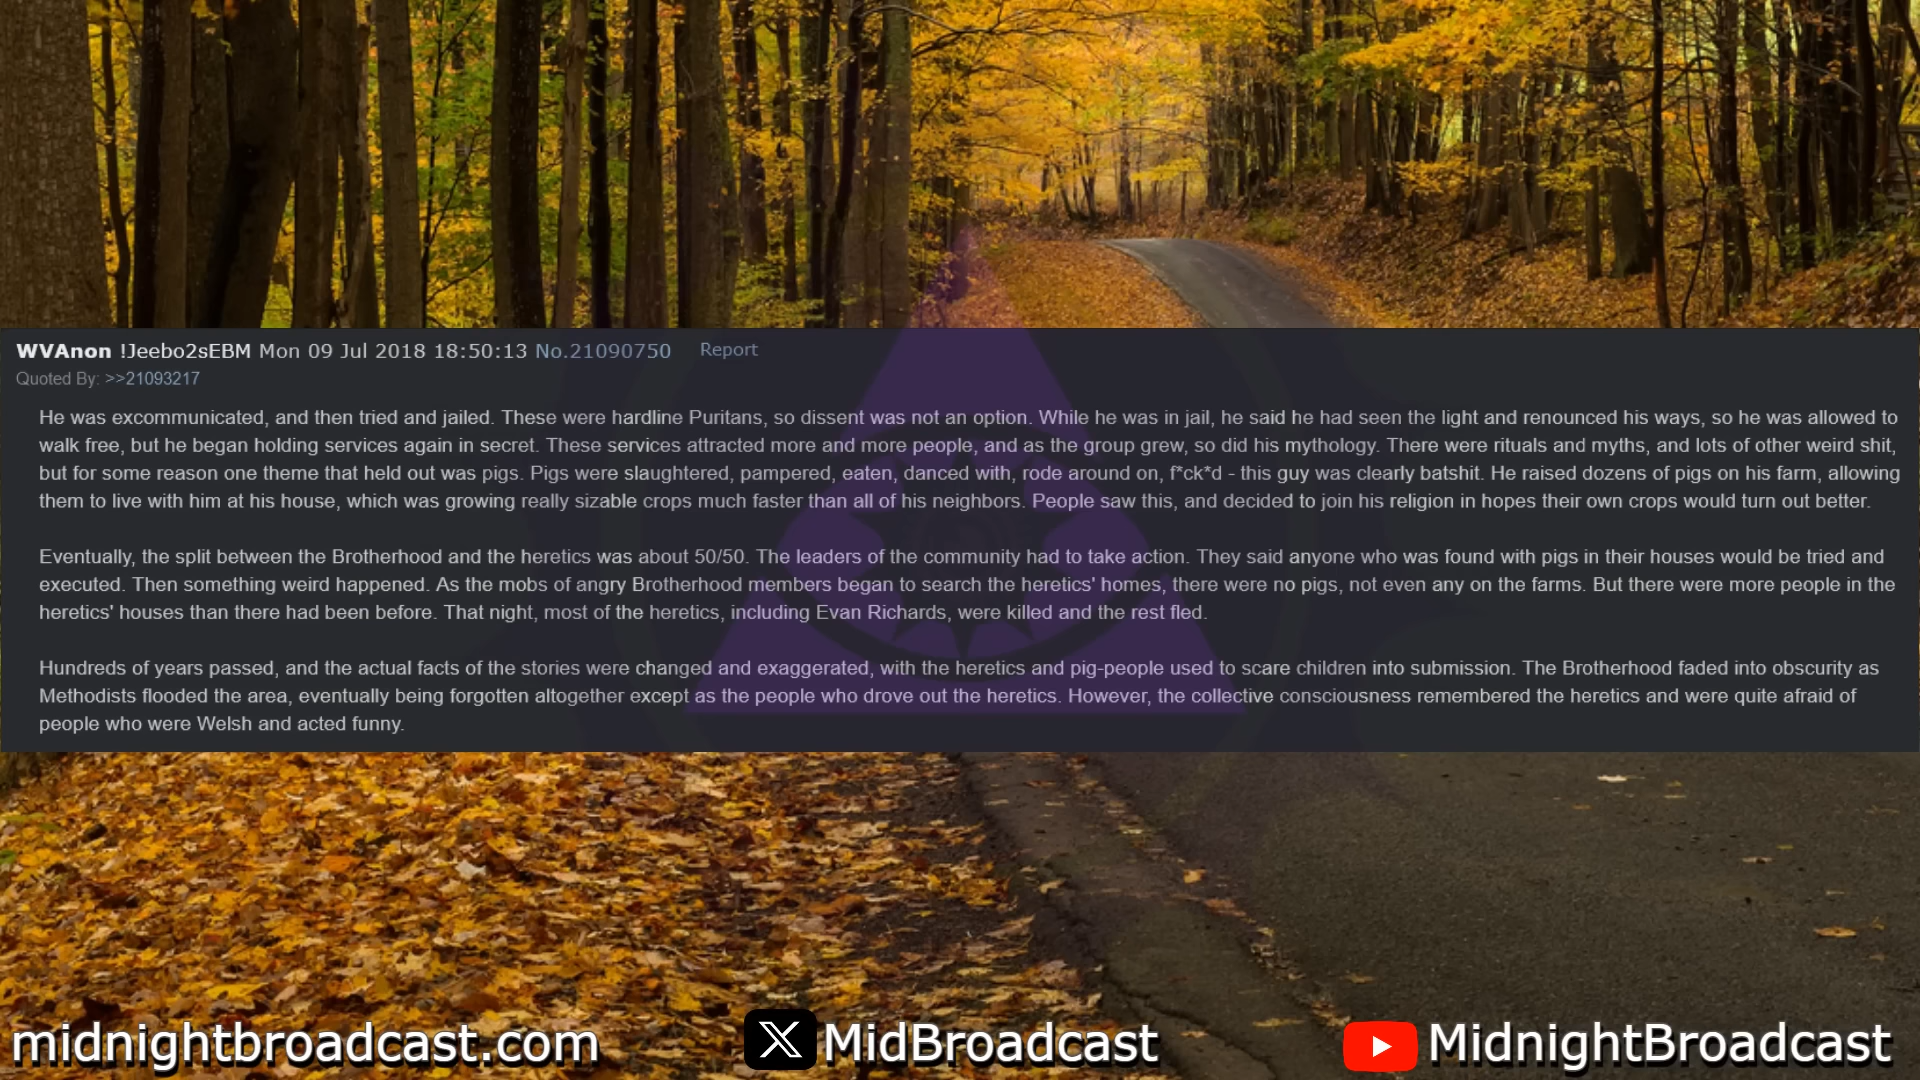 WVAnon !Jeebo2sEBM Mon 09 Jul 2018 18:50:13 No.21090750 Report
Quoted By: >>21093217
He was excommunicated, and then tried and jailed. These were hardline Puritans, so dissent was not an option. While he was in jail, he said he had seen the light and renounced his ways, so he was allowed to
walk free, but he began holding services again in secret. These services attracted more and more people, and as the group grew, so did his mythology. There were rituals and myths, and lots of other weird shit,
but for some reason one theme that held out was pigs. Pigs were slaughtered, pampered, eaten, danced with, rode around on, f*ck*d - this guy was clearly batshit. He raised dozens of pigs on his farm, allowing
them to live with him at his house, which was growing really sizable crops much faster than all of his neighbors. People saw this, and decided to join his religion in hopes their own crops would turn out better.
Eventually, the split between the Brotherhood and the heretics was about 50/50. The leaders of the community had to take action. They said anyone who was found with pigs in their houses would be tried and
executed. Then something weird happened. As the mobs of angry Brotherhood members began to search the heretics' homes, there were no pigs, not even any on the farms. But there were more people in the
heretics' houses than there had been before. That night, most of the heretics, including Evan Richards, were killed and the rest fled.
Hundreds of years passed, and the actual facts of the stories were changed and exaggerated, with the heretics and pig-people used to scare children into submission. The Brotherhood faded into obscurity as
Methodists flooded the area, eventually being forgotten altogether except as the people who drove out the heretics. However, the collective consciousness remembered the heretics and were quite afraid of
people who were Welsh and acted funny.
midnightbroadcast.com MidBroadcast MidnightBroadcast